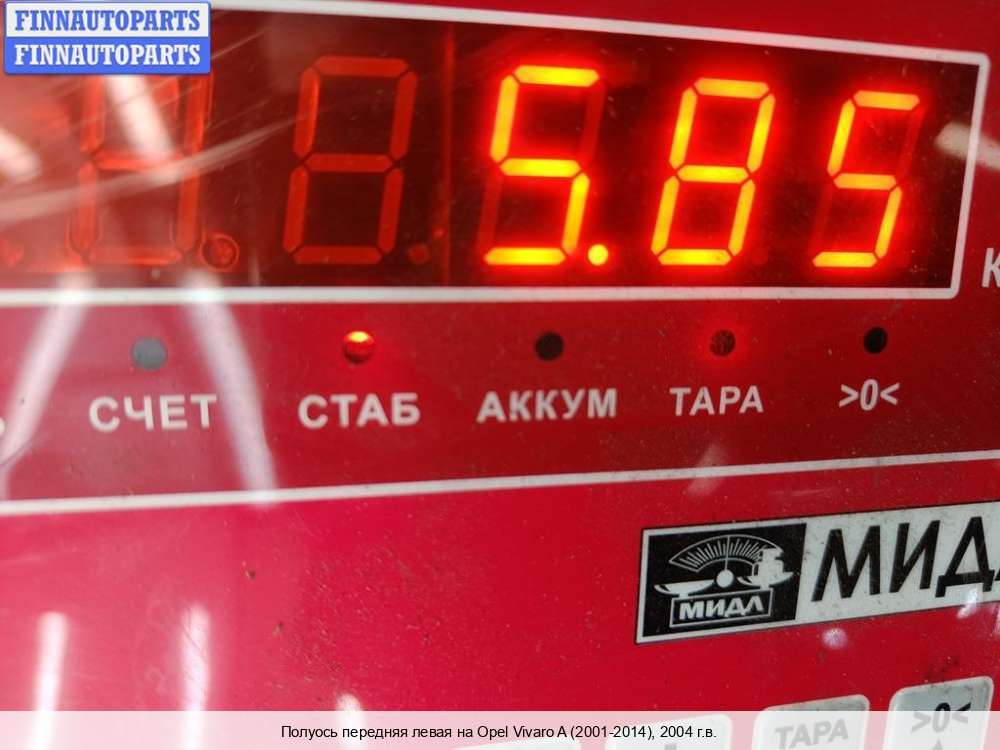 FINNAUTOPARTS
FINNAUTOPARTS
5.85
СЧЕТ СТАБ АККУМ ТАРА >0<
МИДЛ
ТАРА >0<
Полуось передняя левая на Opel Vivaro A (2001-2014), 2004 г.в.